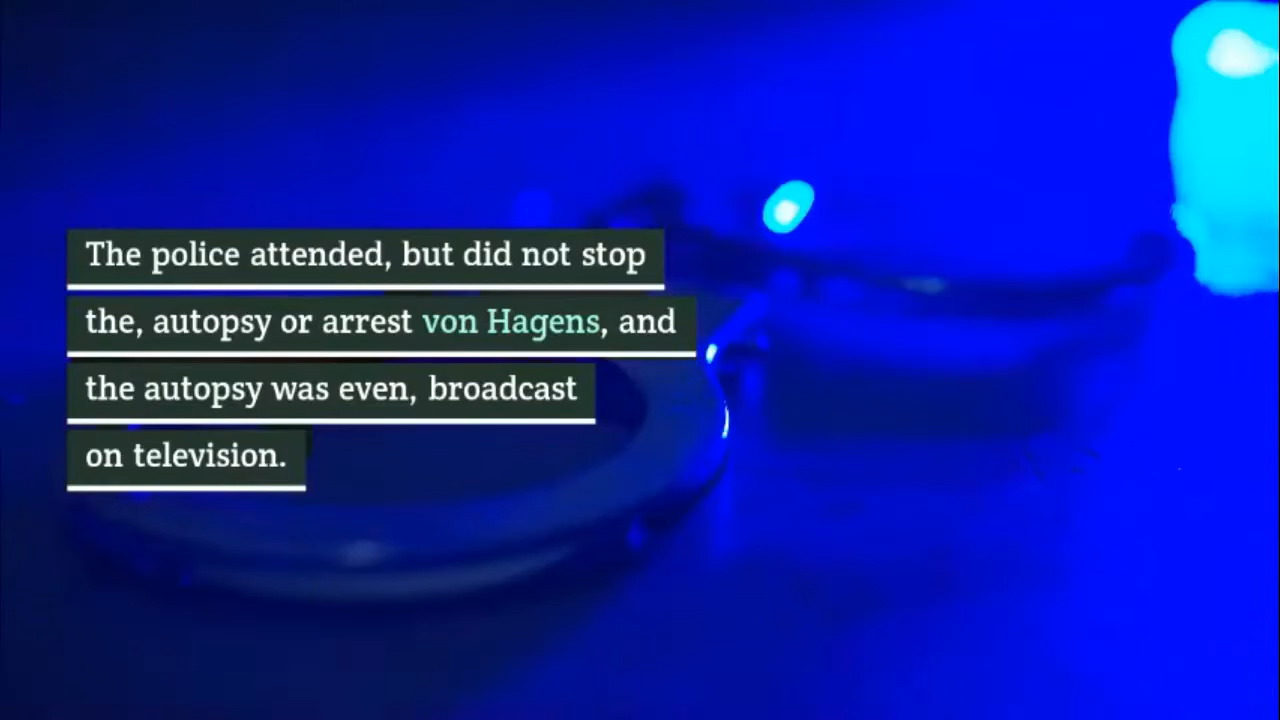 The police attended, but did not stop
the, autopsy or arrest von Hagens, and
the autopsy was even, broadcast
on television.